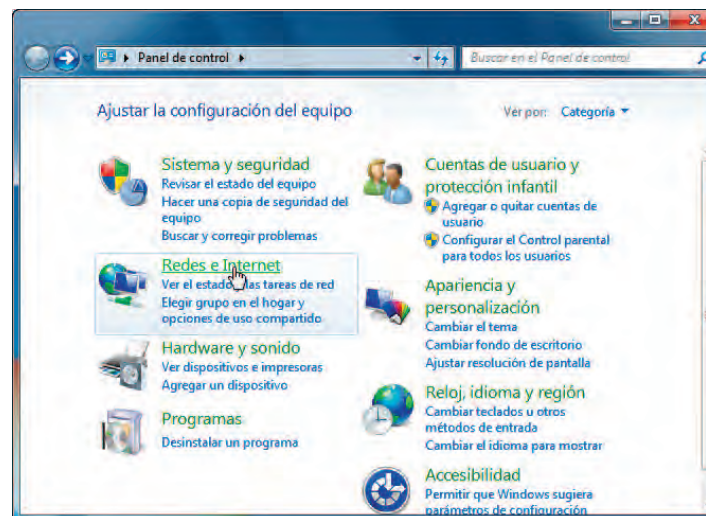 Panel de control
Buscar en el Panel de control
Ajustar la configuración del equipo
Ver por: Categoría
Sistema y seguridad
Revisar el estado del equipo
Hacer una copia de seguridad del
equipo
Buscar y corregir problemas
Redes e Internet
Ver el estado las tareas de red
Elegir grupo en el hogar y
opciones de uso compartido
Hardware y sonido
Ver dispositivos e impresoras
Agregar un dispositivo
Programas
Desinstalar un programa
Cuentas de usuario y
protección infantil
Agregar o quitar cuentas de
usuario
Configurar el Control parental
para todos los usuarios
Apariencia y
personalización
Cambiar el tema
Cambiar fondo de escritorio
Ajustar resolución de pantalla
Reloj, idioma y región
Cambiar teclados u otros
métodos de entrada
Cambiar el idioma para mostrar
Accesibilidad
Permitir que Windows sugiera
parámetros de configuración